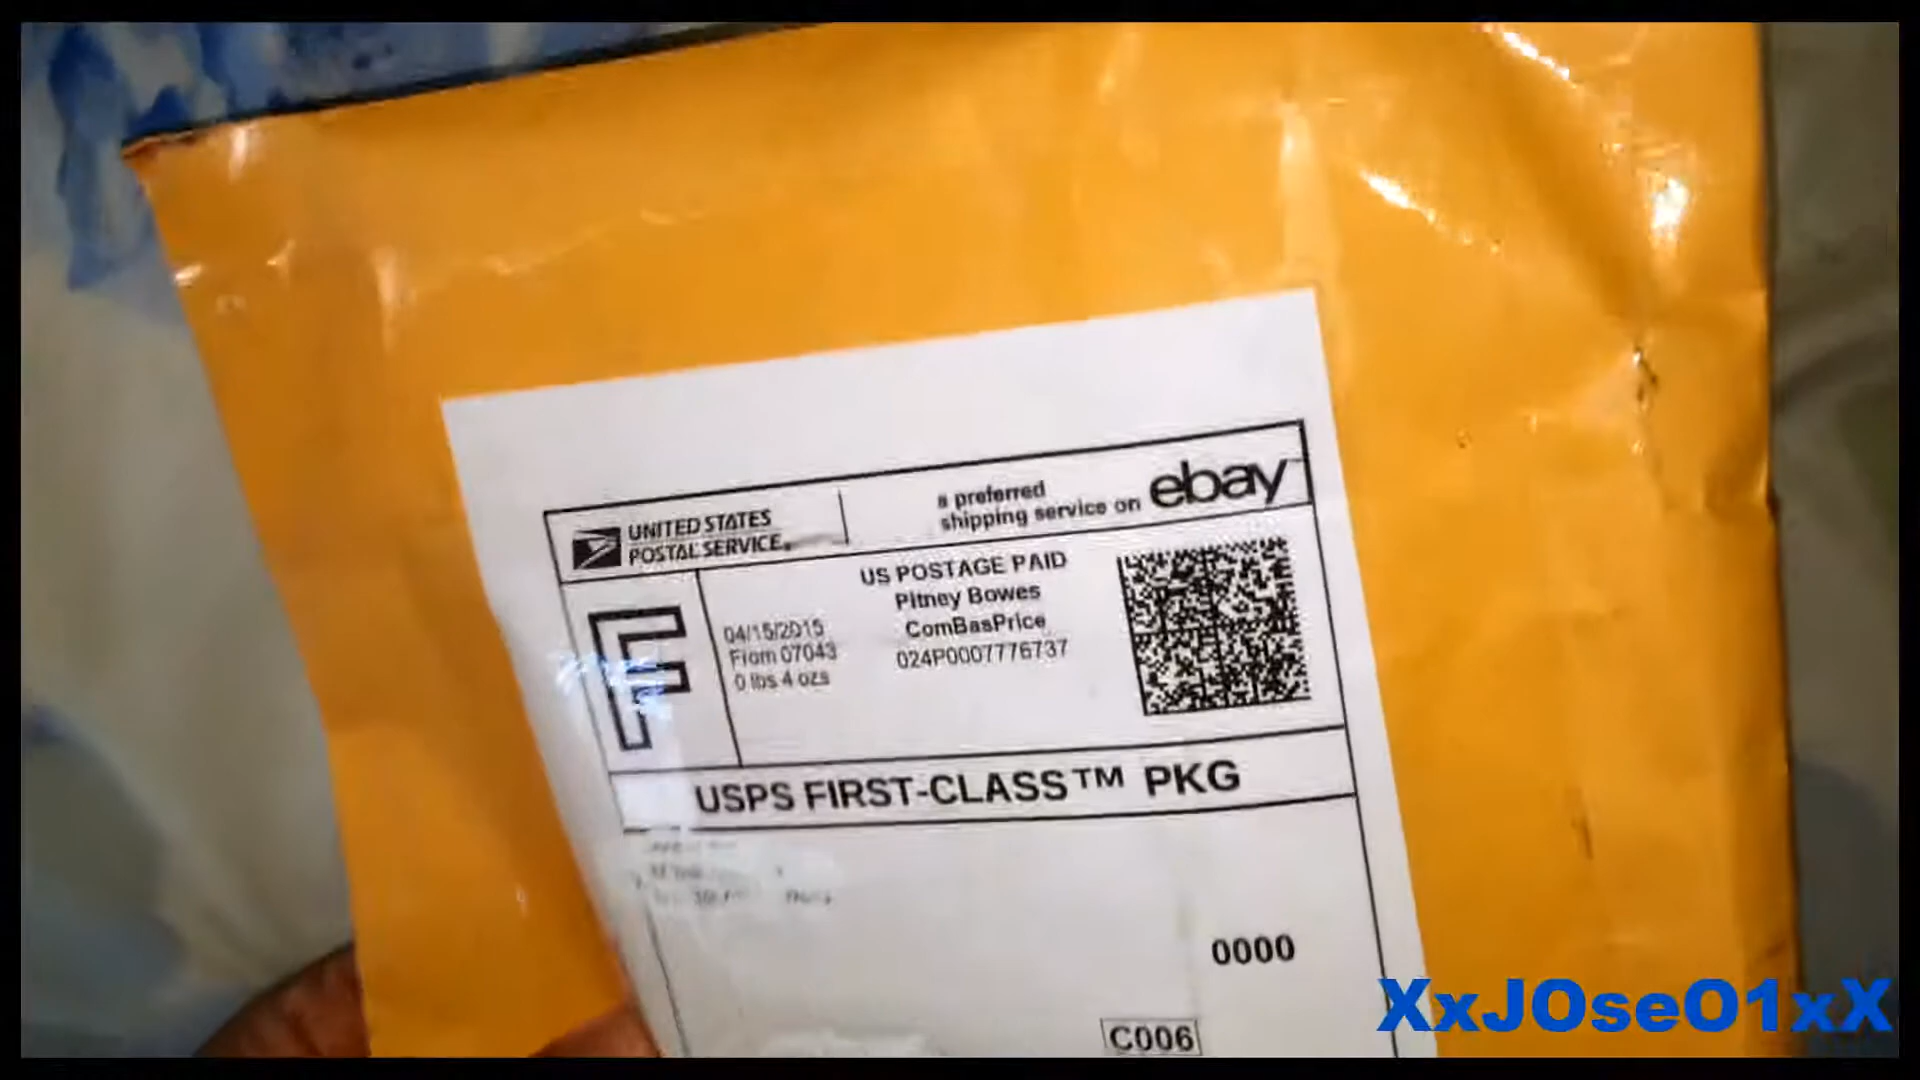 UNITED STATES
POSTAL SERVICE®
a preferred
shipping service on ebay
F
04/15/2015
From 07043
0 lbs 4 ozs
US POSTAGE PAID
Pitney Bowes
ComBasPrice
024P0007776737
USPS FIRST-CLASS™ PKG
0000
C006
XxJOseO1xX